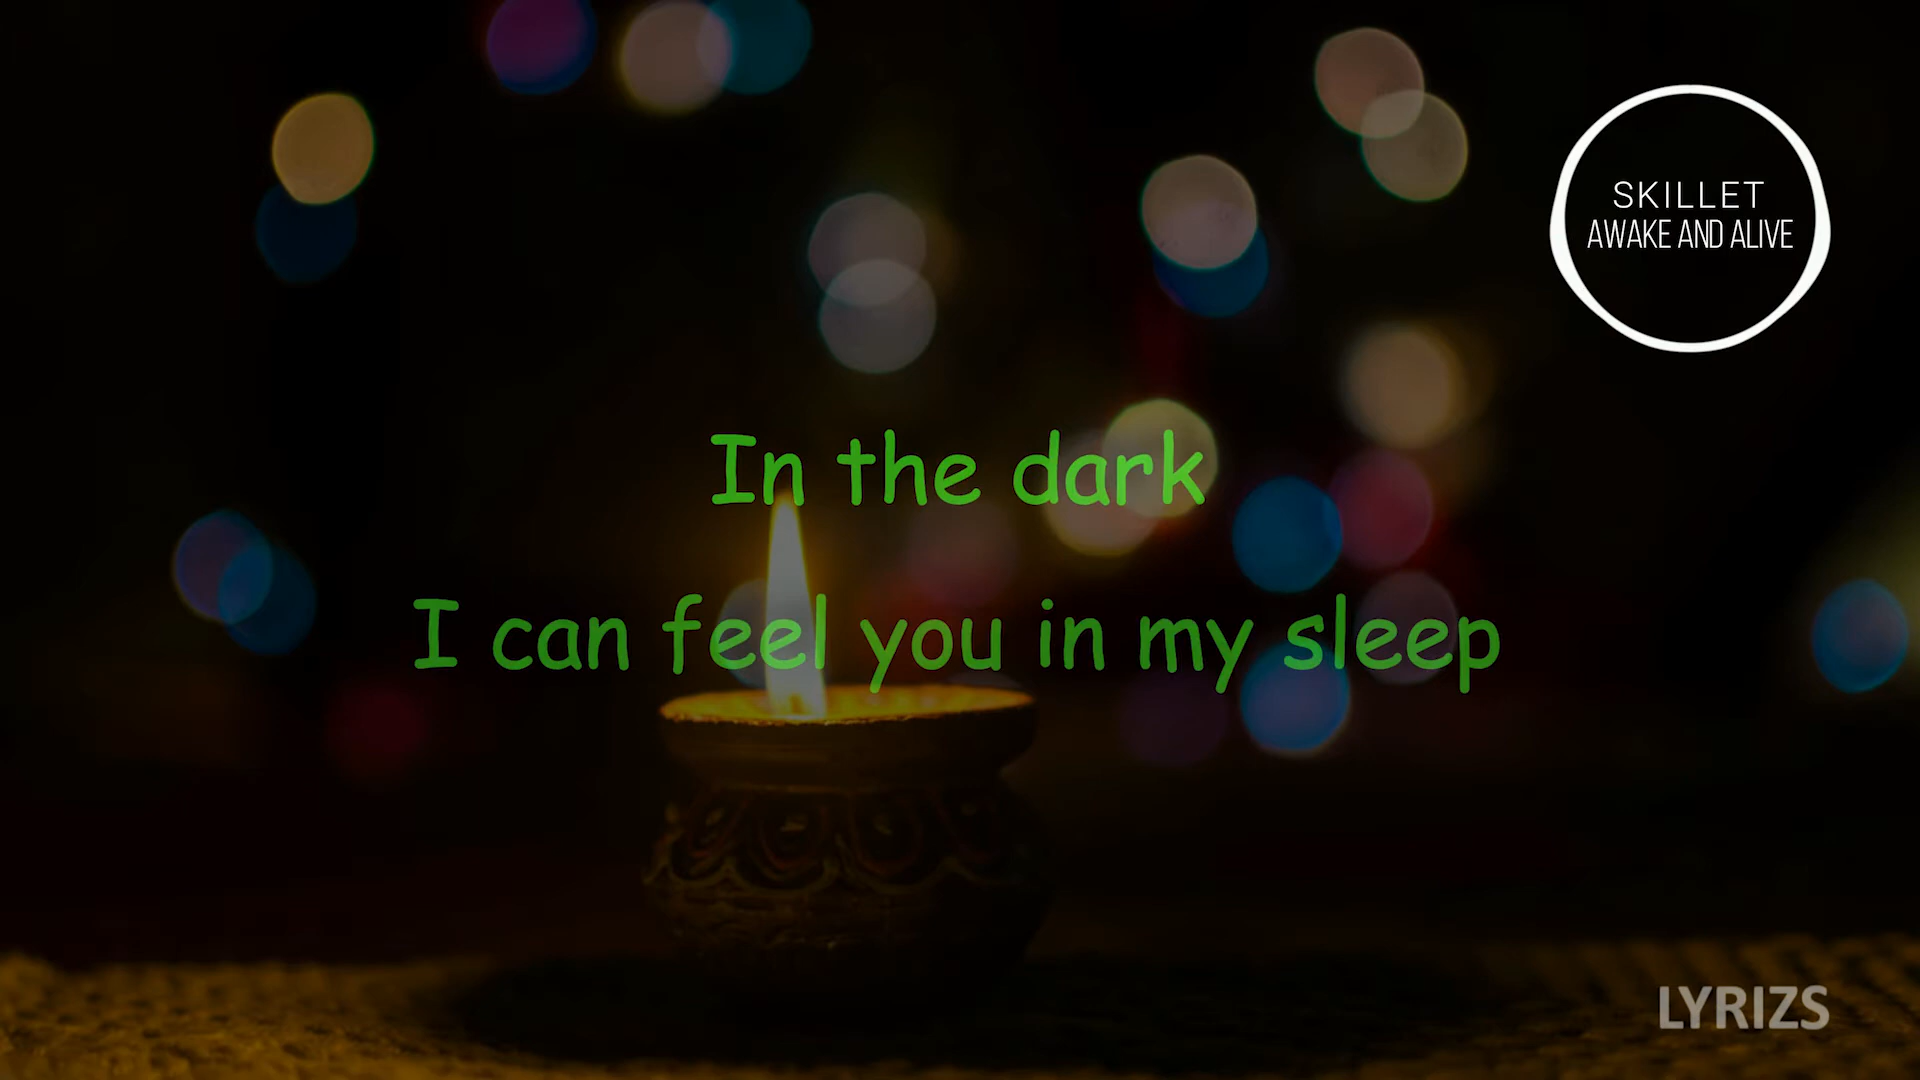 SKILLET
AWAKE AND ALIVE
In the dark
I can feel you in my sleep
LYRIZS